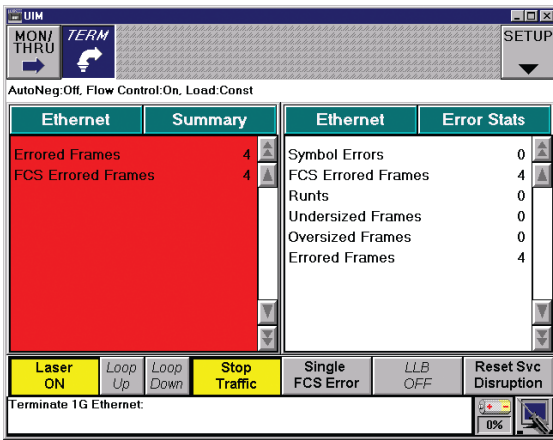 UIM
MON/
THRU
TERM
SETUP
AutoNeg:Off, Flow Control:On, Load:Const
Ethernet Summary
Errored Frames 4
FCS Errored Frames 4
Ethernet Error Stats
Symbol Errors 0
FCS Errored Frames 4
Runts 0
Undersized Frames 0
Oversized Frames 0
Errored Frames 4
Laser
ON
Loop
Up
Loop
Down
Stop
Traffic
Single
FCS Error
LLB
OFF
Reset Svc
Disruption
Terminate 1G Ethernet:
0%